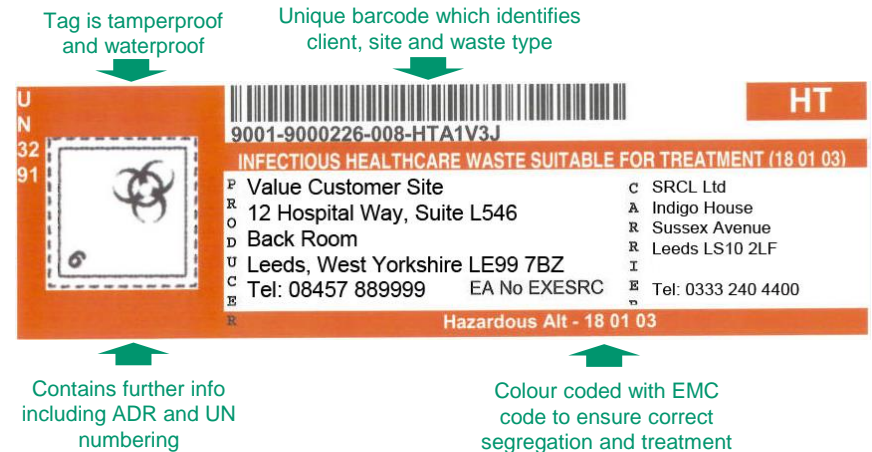 Tag is tamperproof
and waterproof
Unique barcode which identifies
client, site and waste type
UN
32
91
6
9001-9000226-008-HTA1V3J
HT
INFECTIOUS HEALTHCARE WASTE SUITABLE FOR TREATMENT (18 01 03)
PRODUCER
Value Customer Site
12 Hospital Way, Suite L546
Back Room
Leeds, West Yorkshire LE99 7BZ
Tel: 08457 889999 EA No EXESRC
CARRIER
SRCL Ltd
Indigo House
Sussex Avenue
Leeds LS10 2LF
Tel: 0333 240 4400
Hazardous Alt - 18 01 03
Contains further info
including ADR and UN
numbering
Colour coded with EMC
code to ensure correct
segregation and treatment